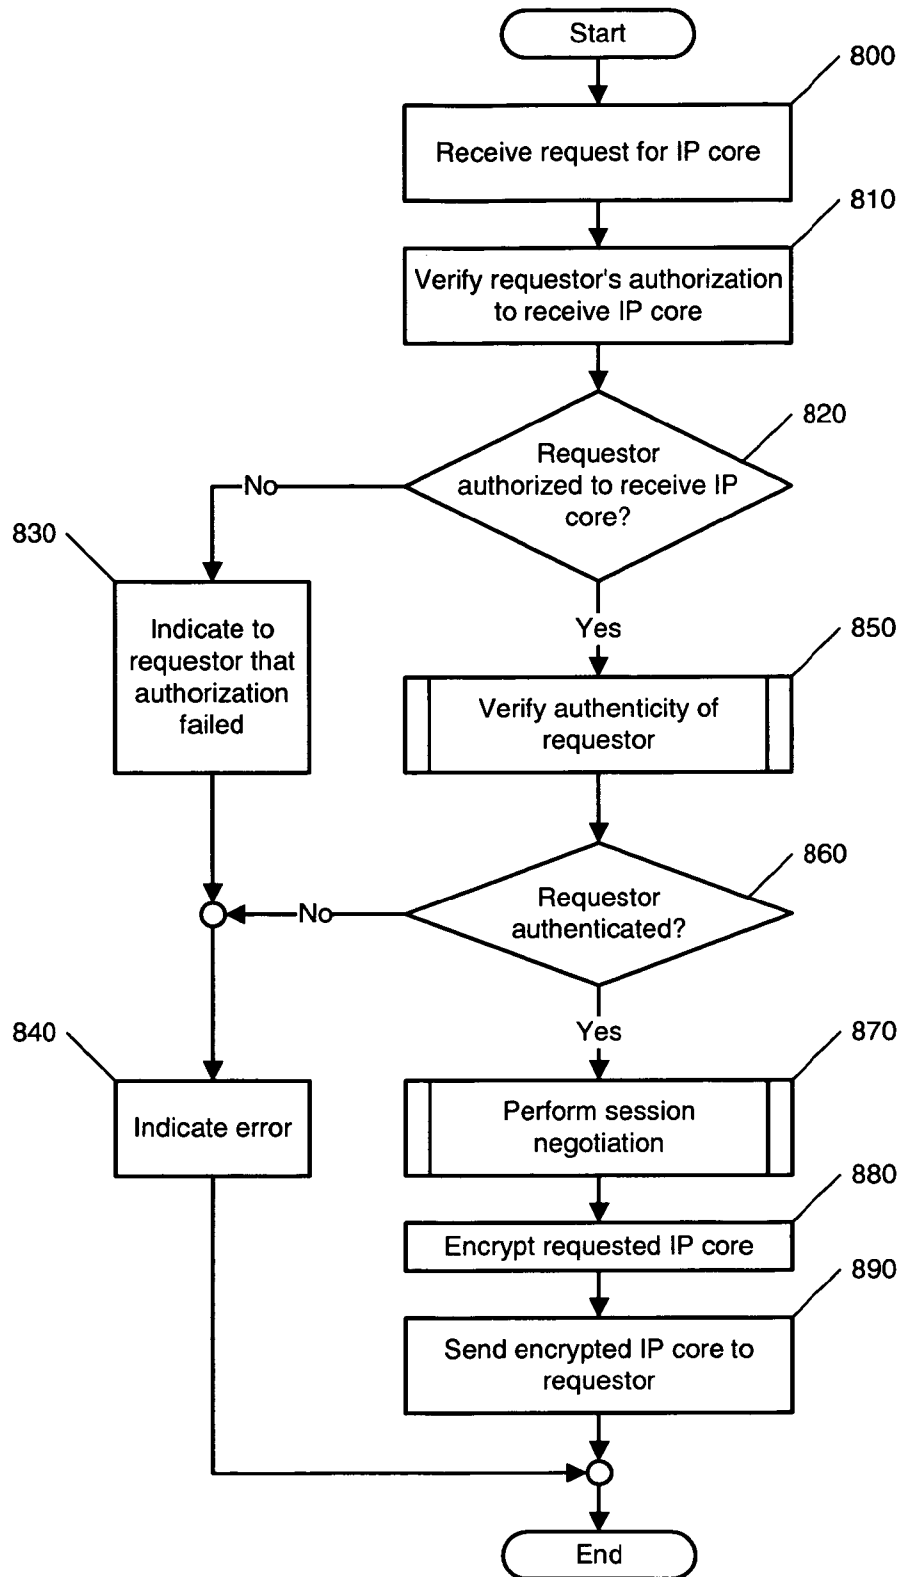 Start
800
Receive request for IP core
810
Verify requestor's authorization
to receive IP core
820
Requestor
authorized to receive IP
core?
No
830
Indicate to
requestor that
authorization
failed
Yes
850
Verify authenticity of
requestor
860
Requestor
authenticated?
No
Yes
840
Indicate error
870
Perform session
negotiation
880
Encrypt requested IP core
890
Send encrypted IP core to
requestor
End